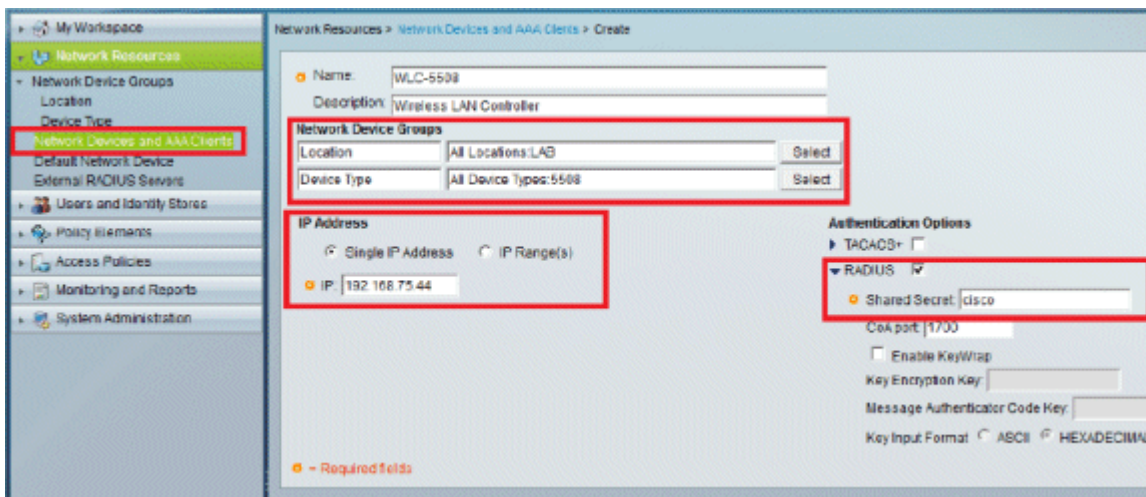 My Workspace
Network Resources
Network Device Groups
Location
Device Type
Network Devices and AAA Clients
Default Network Device
External RADIUS Servers
Users and Identity Stores
Policy Elements
Access Policies
Monitoring and Reports
System Administration
Network Resources > Network Devices and AAA Clients > Create
Name: WLC-5508
Description: Wireless LAN Controller
Network Device Groups
Location All Locations:LAB Select
Device Type All Device Types:5508 Select
IP Address
Single IP Address IP Range(s)
IP: 192.168.75.44
Authentication Options
TACACS+
RADIUS
Shared Secret: cisco
CoA port: 1700
Enable KeyWrap
Key Encryption Key:
Message Authenticator Code Key:
Key Input Format ASCII HEXADECIMAL
= Required fields